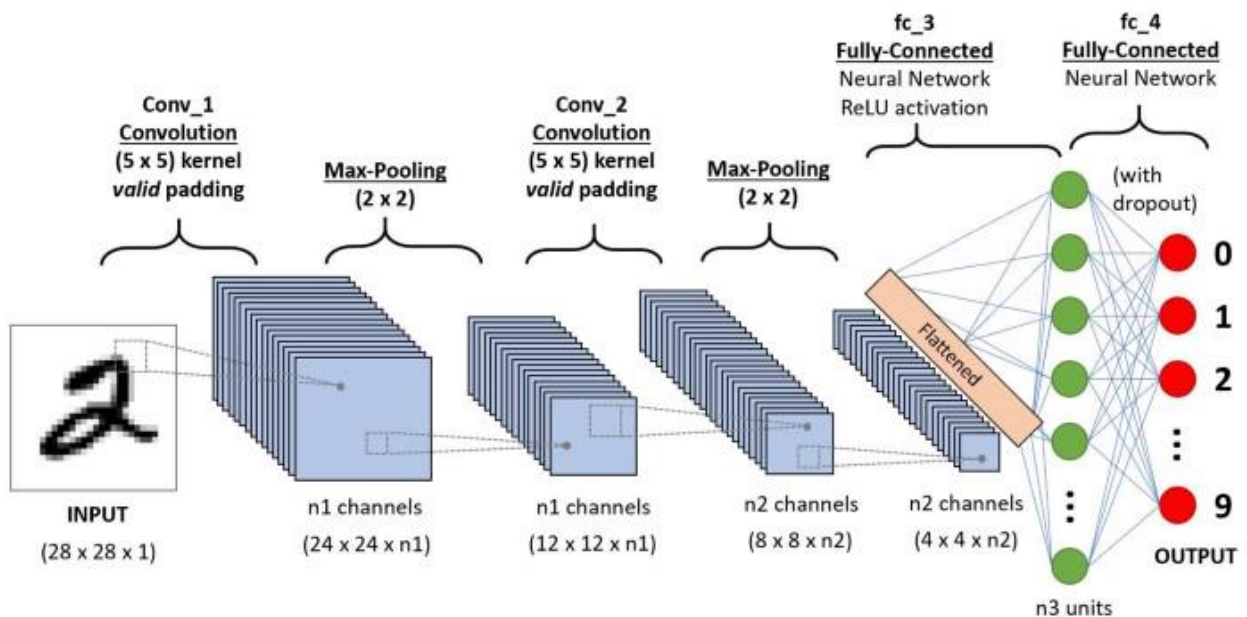 fc_3
Fully-Connected
Neural Network
ReLU activation
fc_4
Fully-Connected
Neural Network
Conv_1
Convolution
(5 x 5) kernel
valid padding
Max-Pooling
(2 x 2)
Conv_2
Convolution
(5 x 5) kernel
valid padding
Max-Pooling
(2 x 2)
(with
dropout)
Flattened
0
1
2
...
9
...
2
INPUT
(28 x 28 x 1)
n1 channels
(24 x 24 x n1)
n1 channels
(12 x 12 x n1)
n2 channels
(8 x 8 x n2)
n2 channels
(4 x 4 x n2)
OUTPUT
n3 units